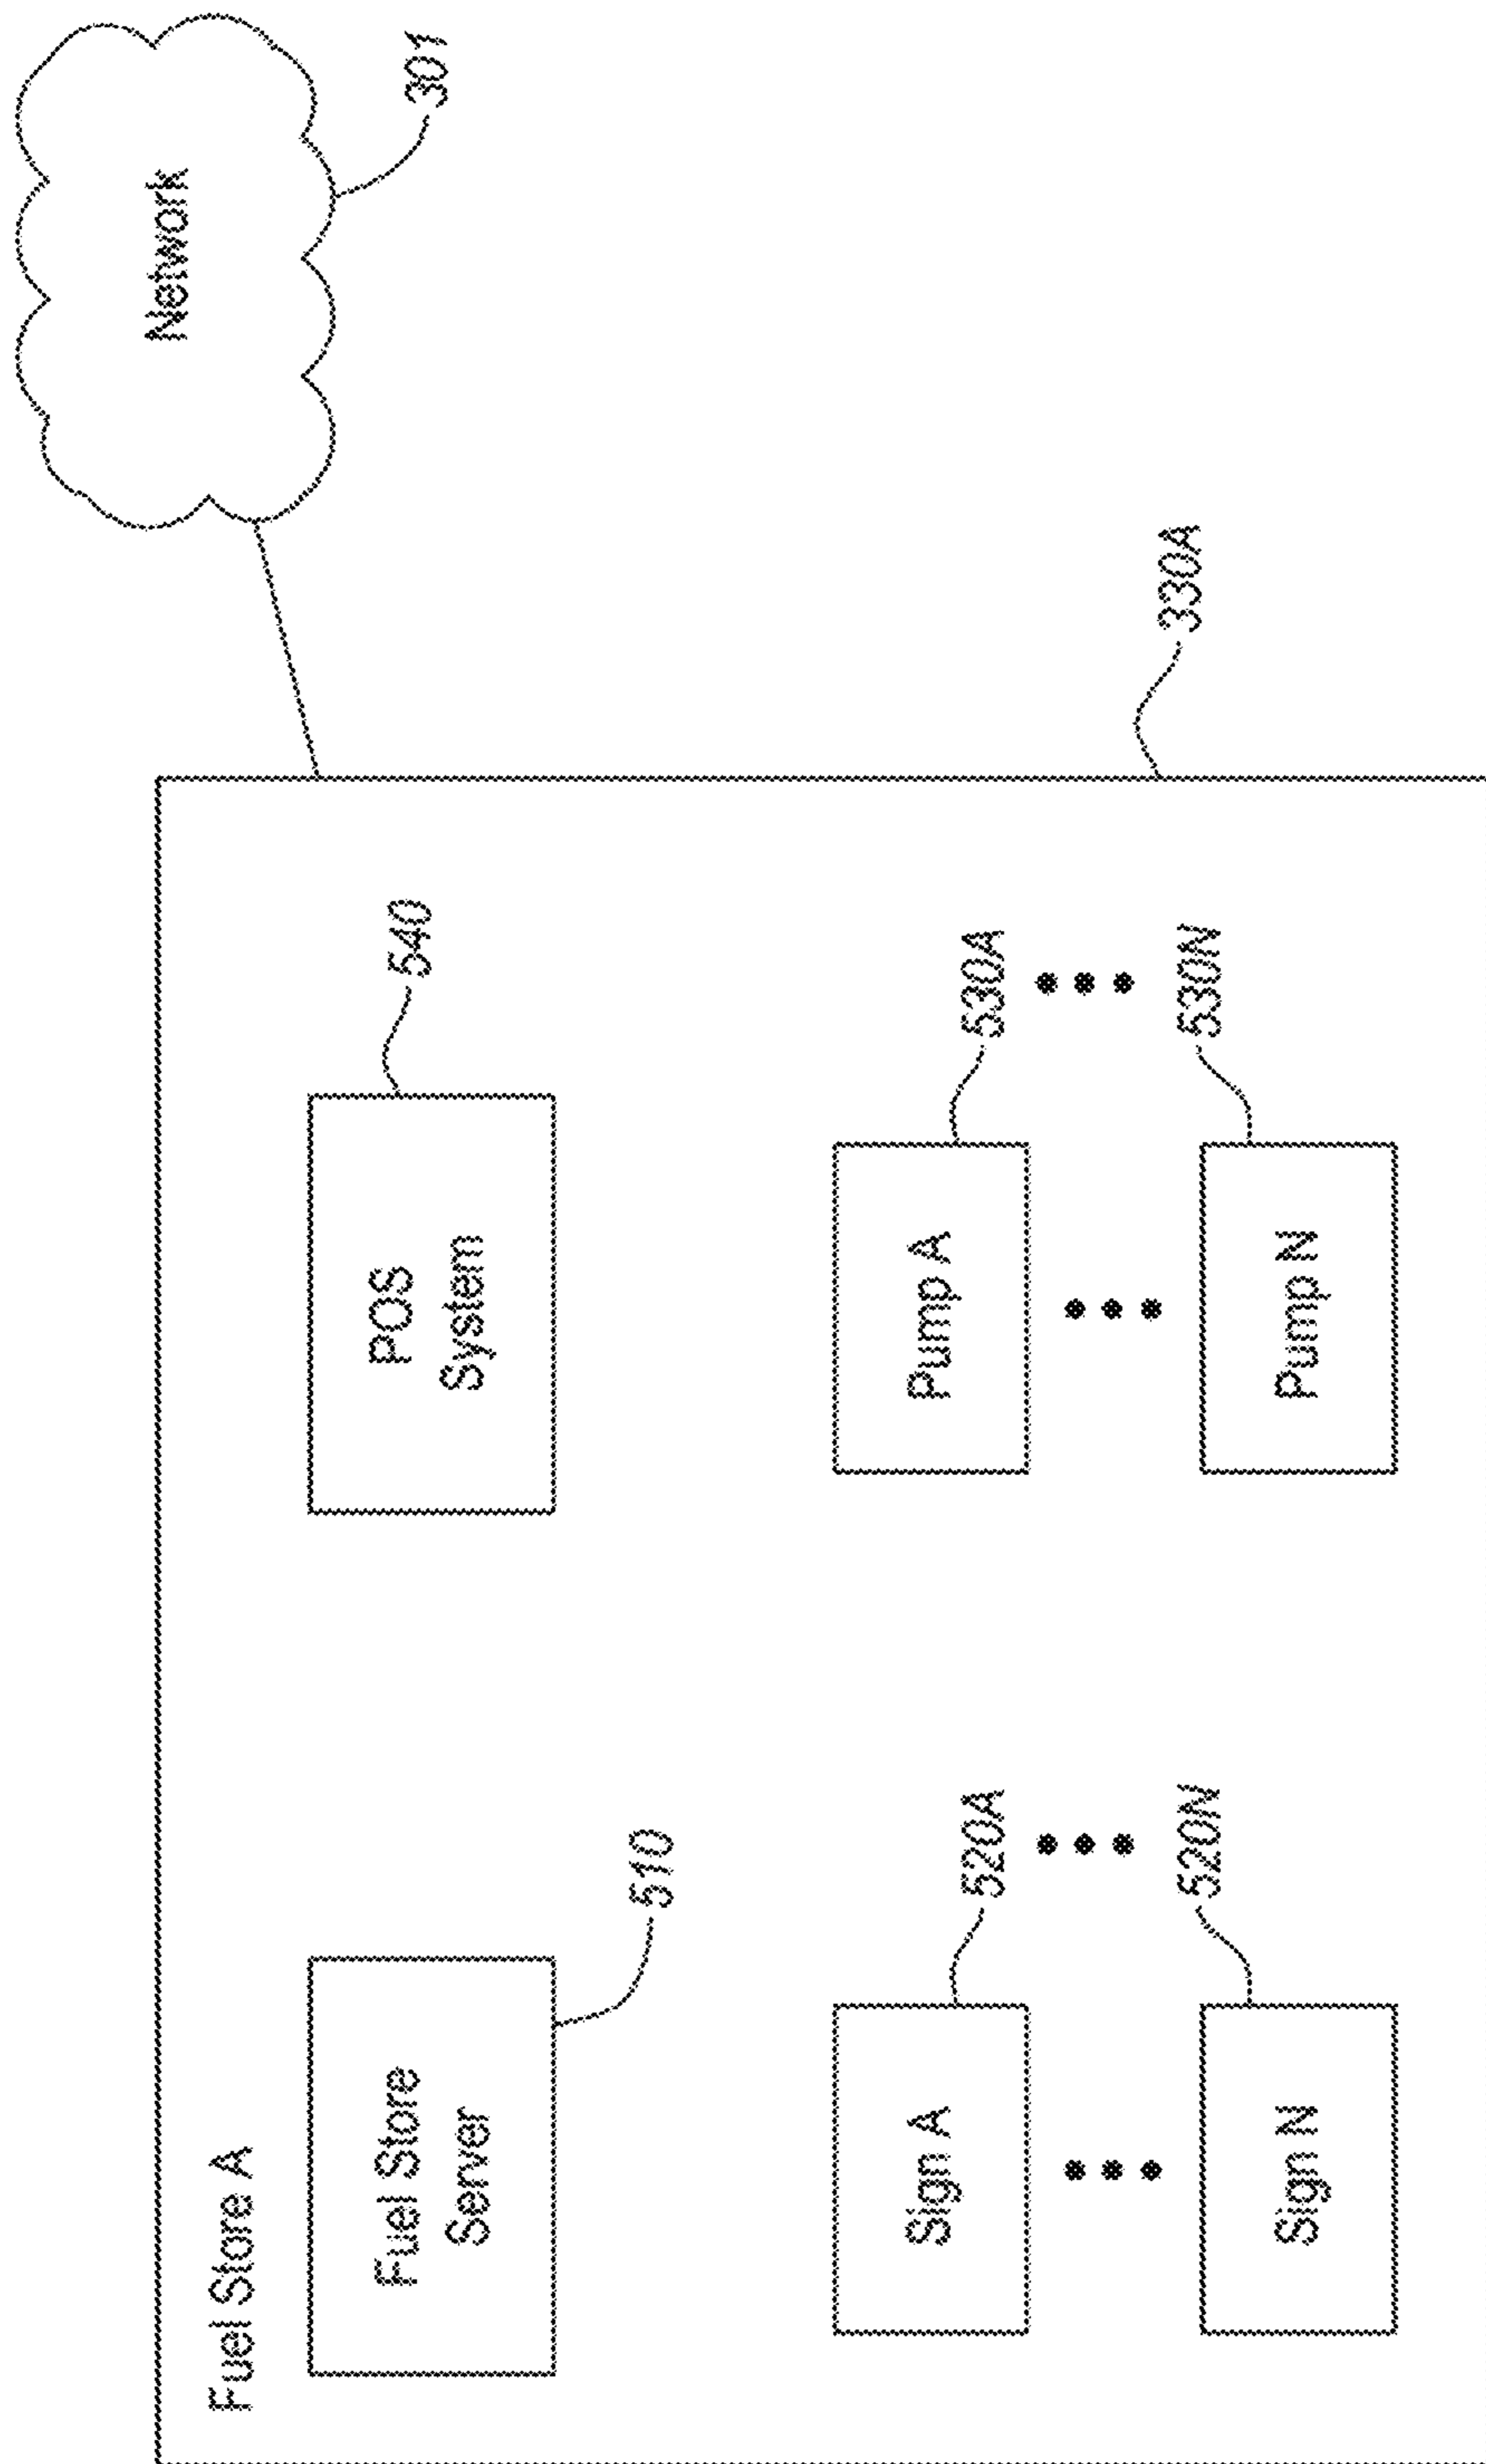 Network
301
Fuel Store A
330A
Fuel Store
Server
510
POS
System
540
Sign A
520A
Sign N
520N
Pump A
530A
Pump N
530N